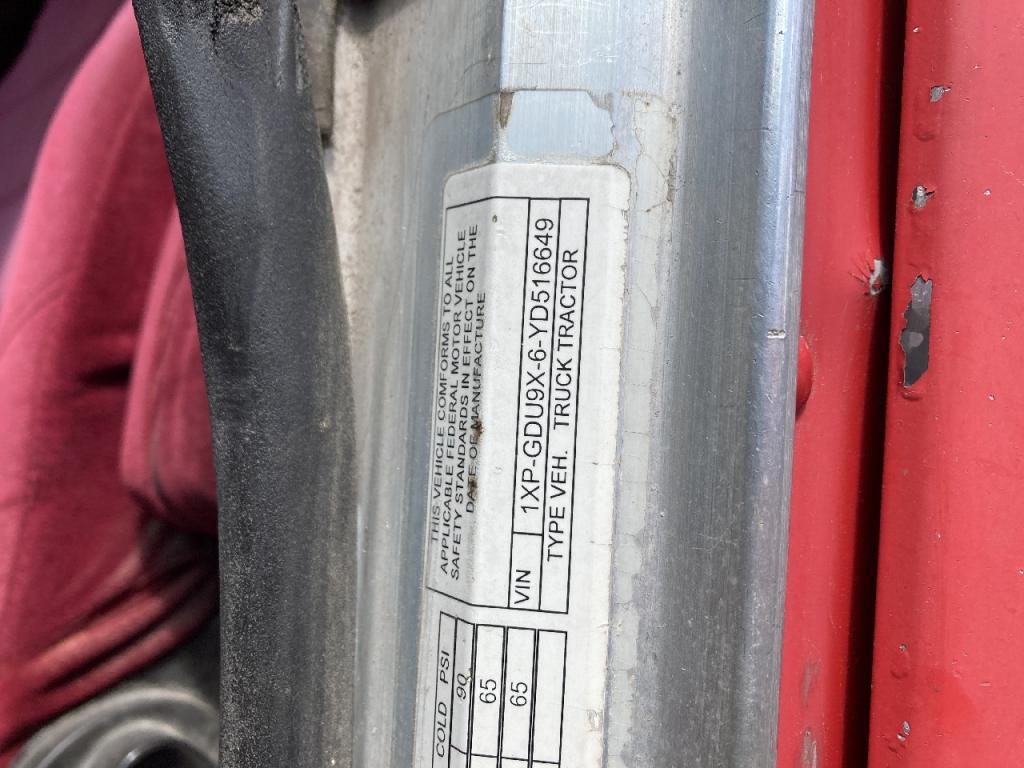 THIS VEHICLE COMFORMS TO ALL
APPLICABLE FEDERAL MOTOR VEHICLE
SAFETY STANDARDS IN EFFECT ON THE
DATE OF MANUFACTURE
VIN 1XP-GDU9X-6-YD516649
TYPE VEH. TRUCK TRACTOR
COLD PSI
90
65
65